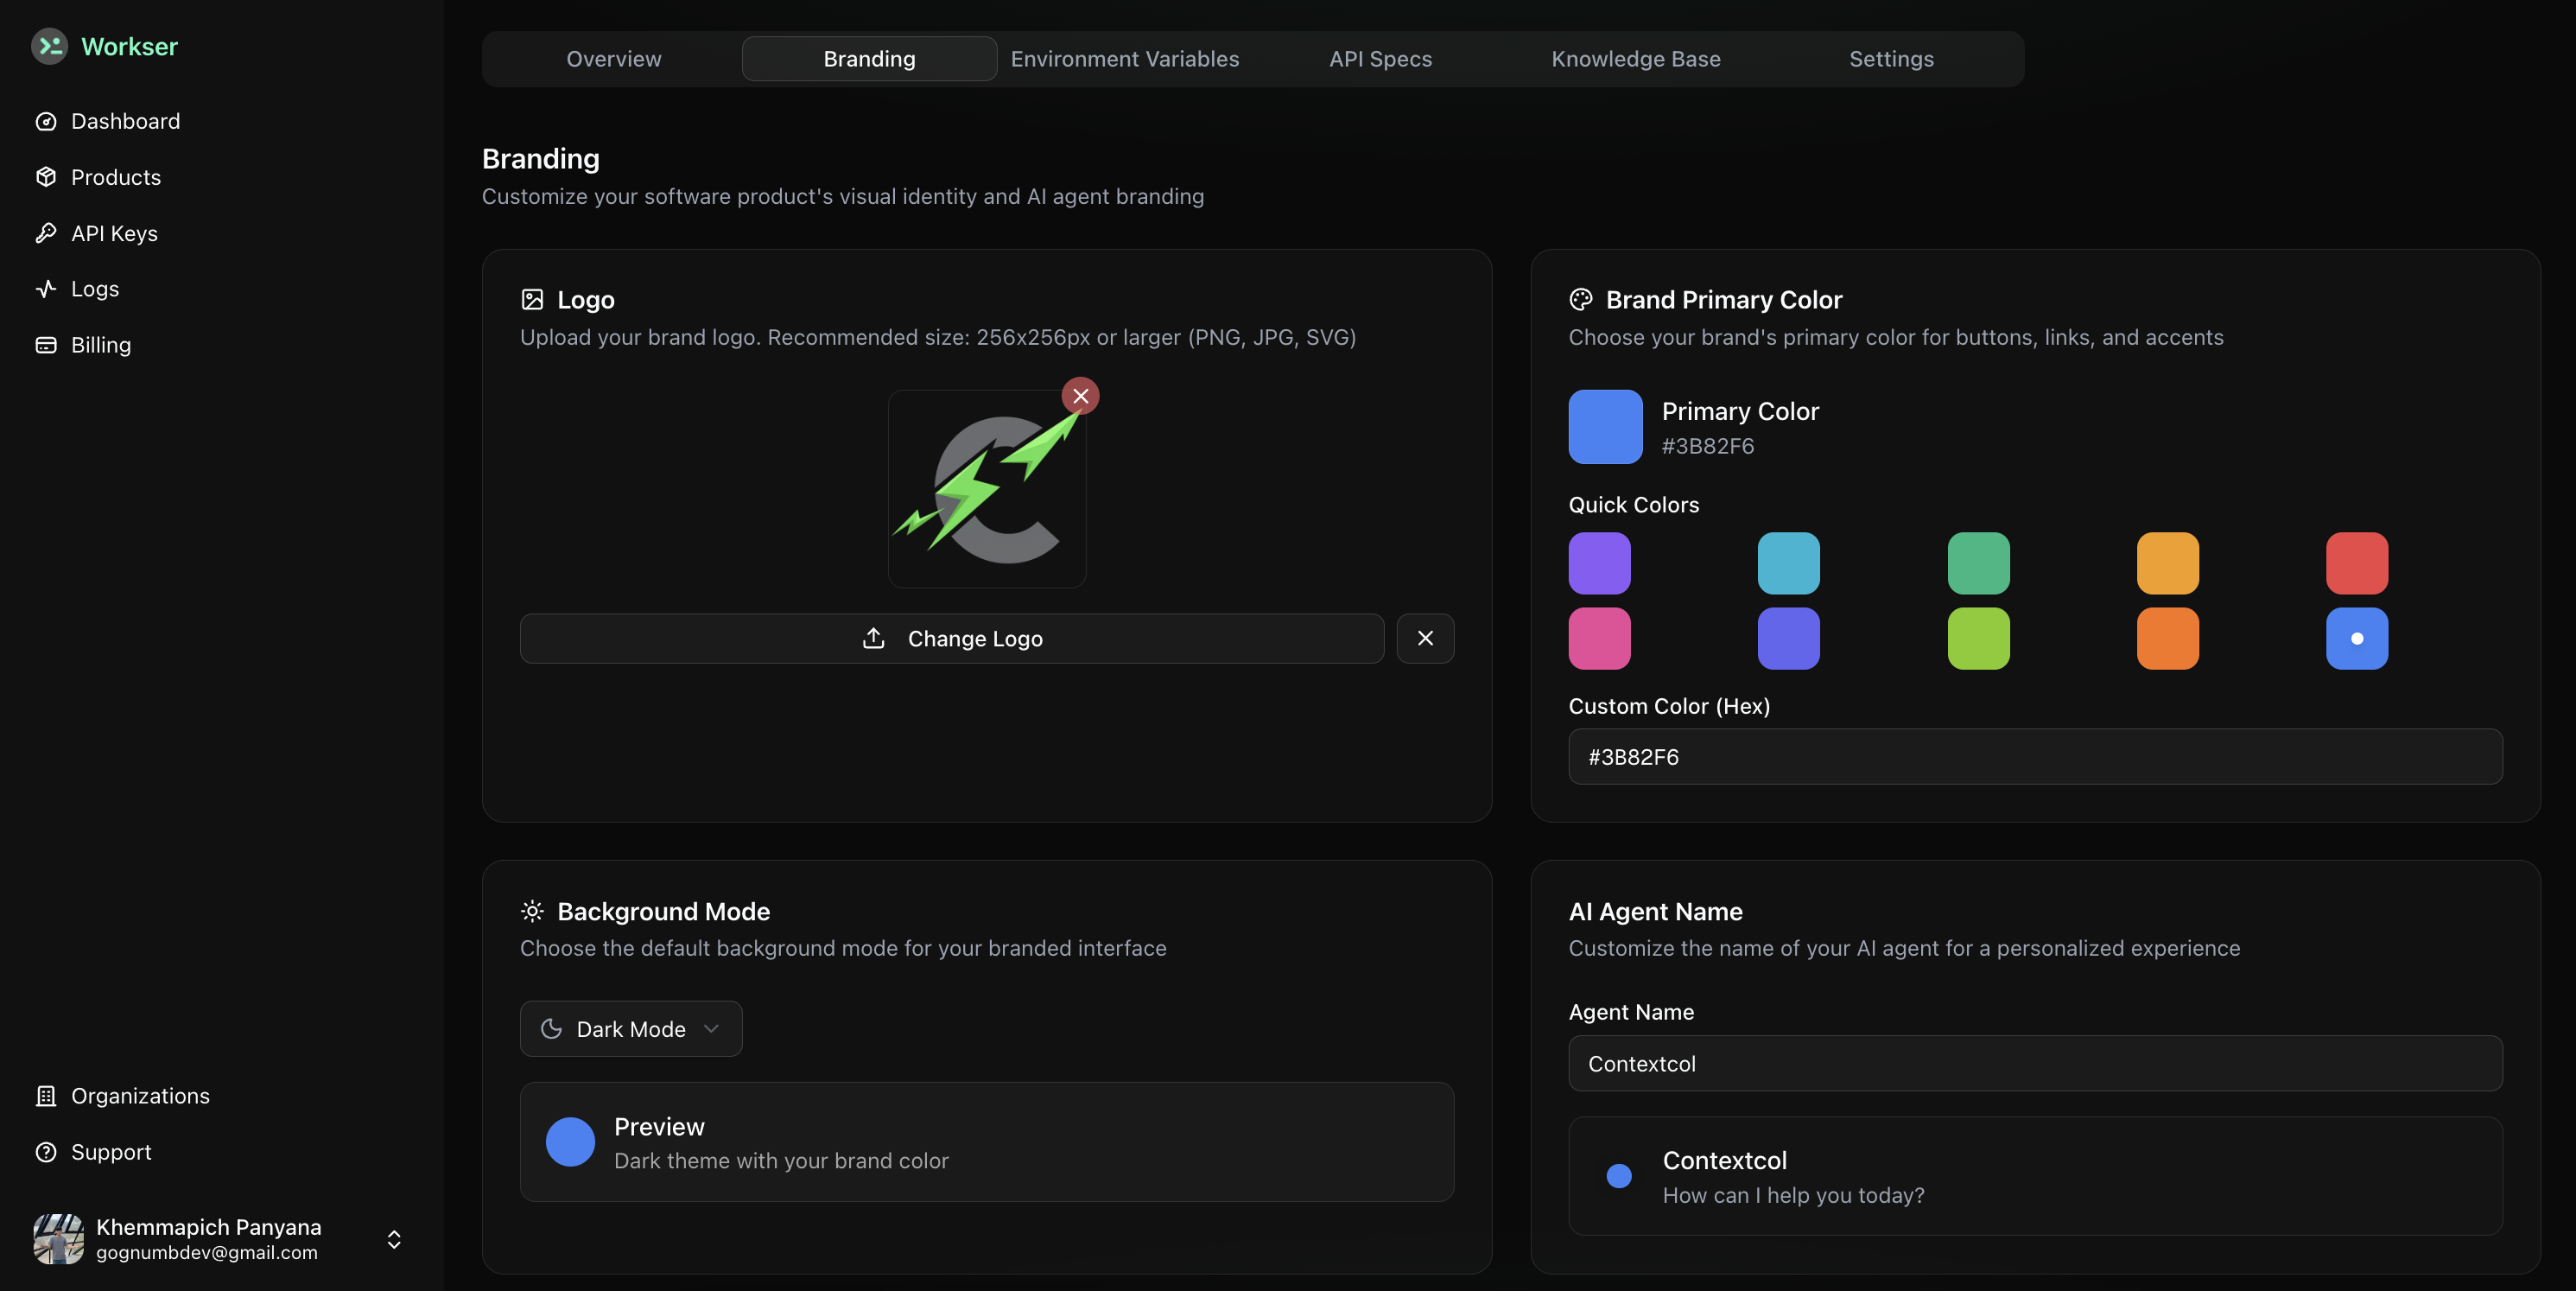 Workser
Dashboard
Products
API Keys
Logs
Billing
Organizations
Support
Khemmapich Panyana
gognumbdev@gmail.com
Overview
Branding
Environment Variables
API Specs
Knowledge Base
Settings
Branding
Customize your software product's visual identity and AI agent branding
Logo
Upload your brand logo. Recommended size: 256x256px or larger (PNG, JPG, SVG)
Change Logo
Brand Primary Color
Choose your brand's primary color for buttons, links, and accents
Primary Color
#3B82F6
Quick Colors
Custom Color (Hex)
#3B82F6
Background Mode
Choose the default background mode for your branded interface
Dark Mode
Preview
Dark theme with your brand color
AI Agent Name
Customize the name of your AI agent for a personalized experience
Agent Name
Contextcol
Contextcol
How can I help you today?